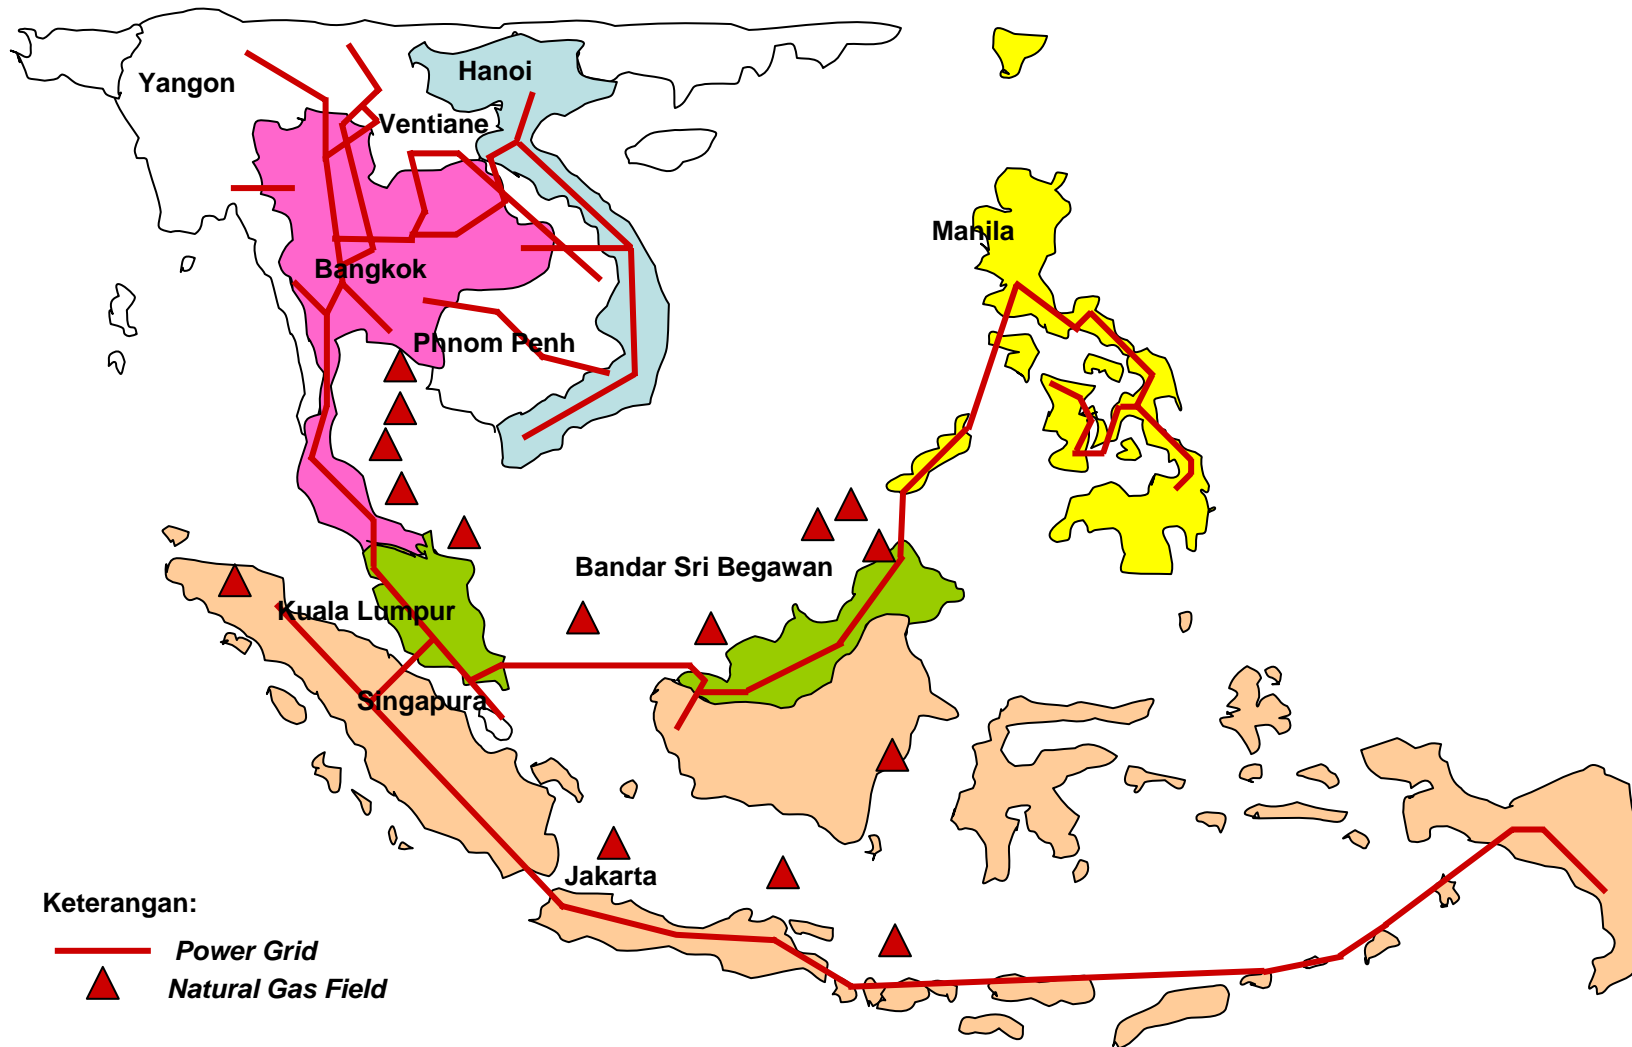 Hanoi
Yangon
Ventiane
Manila
Bangkok
Phnom Penh
Bandar Sri Begawan
Kuala Lumpur
Singapura
Jakarta
Keterangan:
Power Grid
Natural Gas Field